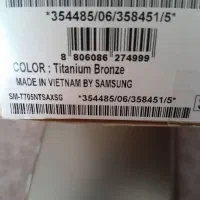 *354485/06/358451/5*
8 806086 274999
COLOR : Titanium Bronze
MADE IN VIETNAM BY SAMSUNG
SM-T705NTSAXSG
*354485/06/358451/5*